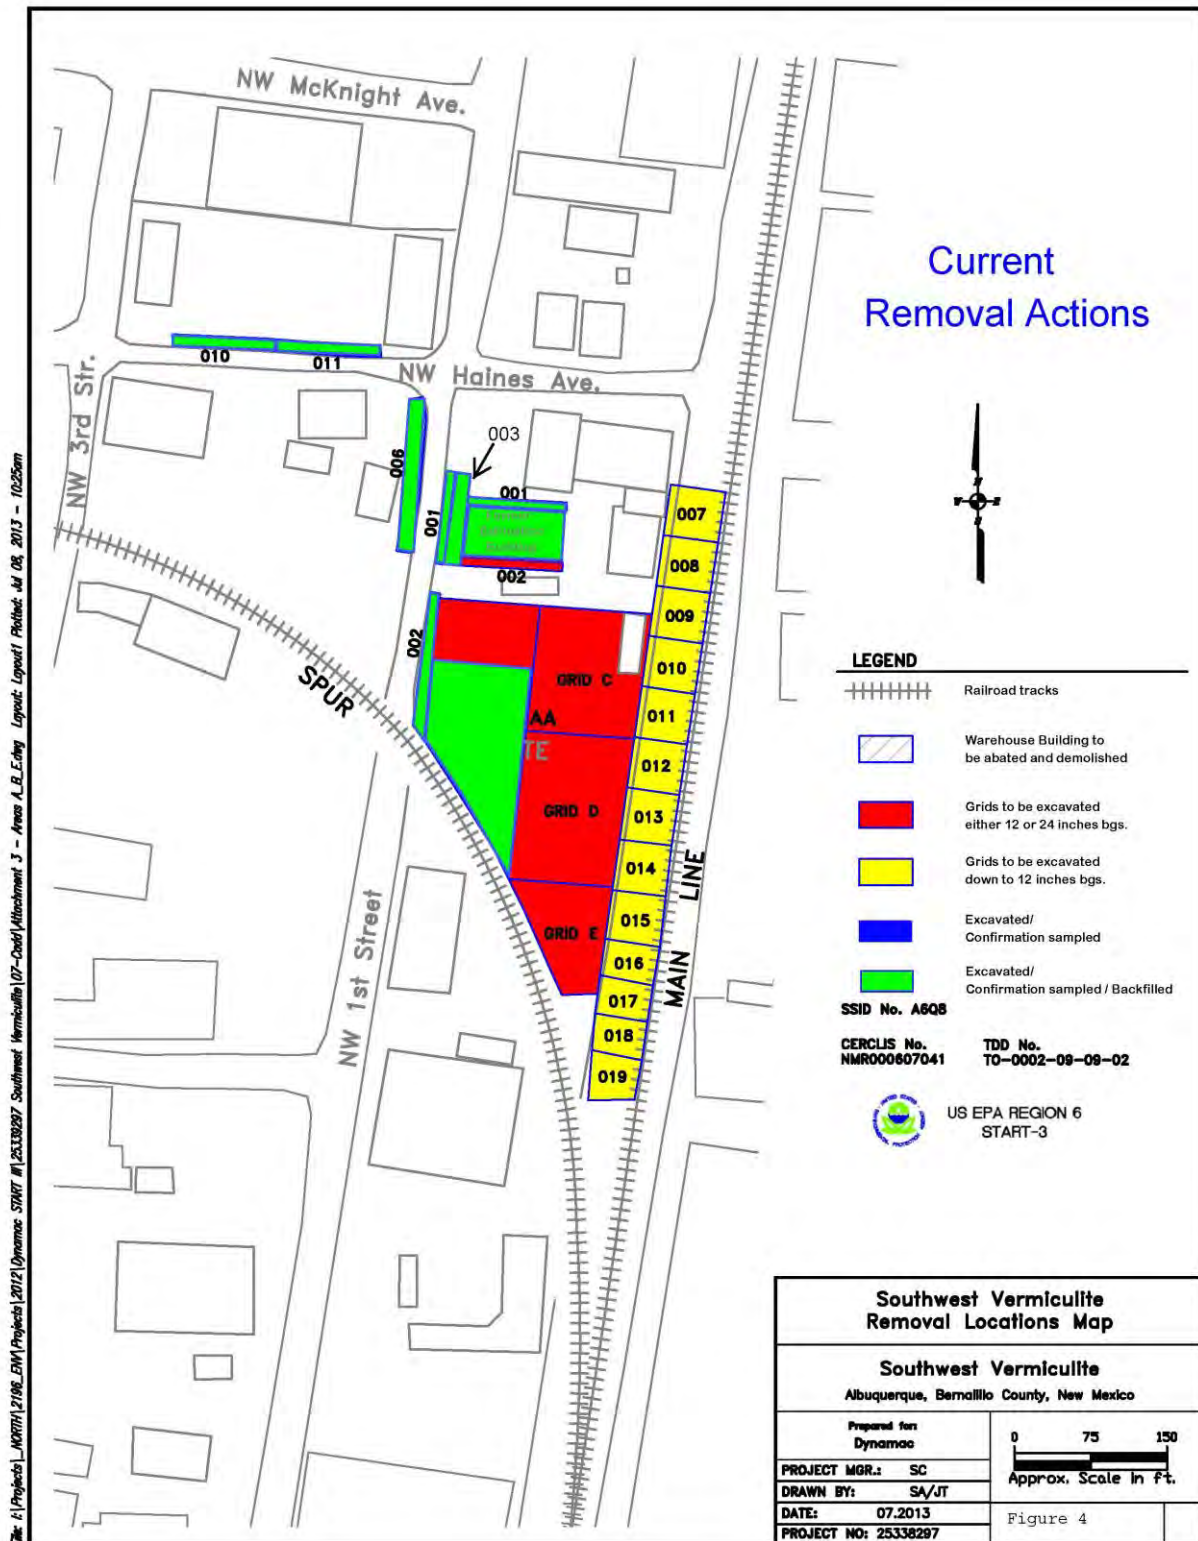 NW McKnight Ave.
Current
Removal Actions
010
011
NW Haines Ave.
NW 3rd Str.
003
006
001
001
002
002
SPUR
007
008
009
010
011
012
013
014
015
016
017
018
019
GRID C
AA
TE
GRID D
GRID E
MAIN LINE
NW 1st Street
LEGEND
Railroad tracks
Warehouse Building to
be abated and demolished
Grids to be excavated
either 12 or 24 inches bgs.
Grids to be excavated
down to 12 inches bgs.
Excavated/
Confirmation sampled
Excavated/
Confirmation sampled / Backfilled
SSID No. A6Q8
CERCLIS No.
NMR000607041
TDD No.
TO-0002-09-09-02
US EPA REGION 6
START-3
Southwest Vermiculite
Removal Locations Map
Southwest Vermiculite
Albuquerque, Bernalillo County, New Mexico
Prepared for:
Dynamac
0 75 150
Approx. Scale in ft.
PROJECT MGR.: SC
DRAWN BY: SA/JT
DATE: 07.2013
PROJECT NO: 25338297
Figure 4